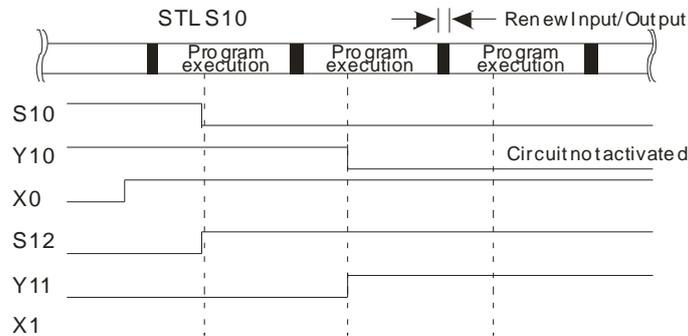 STL S10
Renew Input/Output
Program execution
Program execution
Program execution
S10
Y10
Circuit not activated
X0
S12
Y11
X1